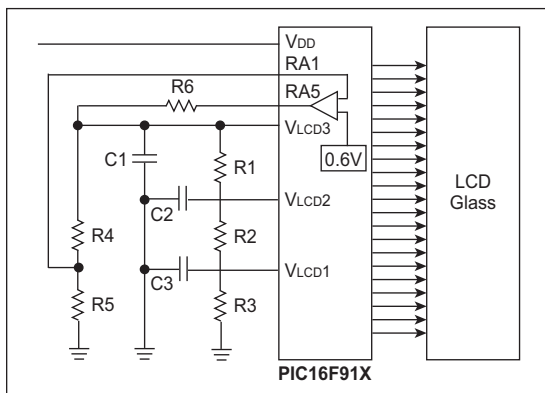 VDD
RA1
R6
RA5
VLCD3
C1
R1
0.6V
LCD
Glass
C2
VLCD2
R4
R2
C3
VLCD1
R5
R3
PIC16F91X